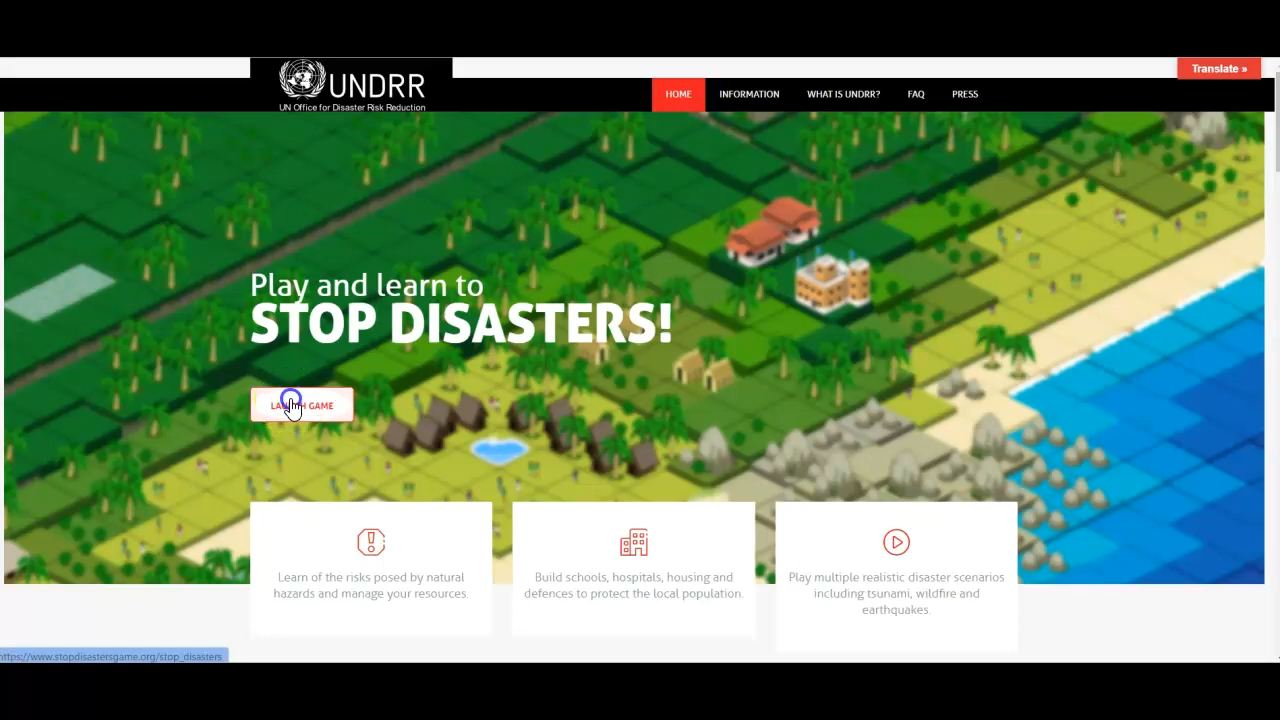 UNDRR
UN Office for Disaster Risk Reduction
HOME
INFORMATION
WHAT IS UNDRR?
FAQ
PRESS
Translate »
Play and learn to
STOP DISASTERS!
GAME
Learn of the risks posed by natural
hazards and manage your resources.
Build schools, hospitals, housing and
defences to protect the local population.
Play multiple realistic disaster scenarios
including tsunami, wildfire and
earthquakes.
https://www.stopdisastersgame.org/stop_disasters